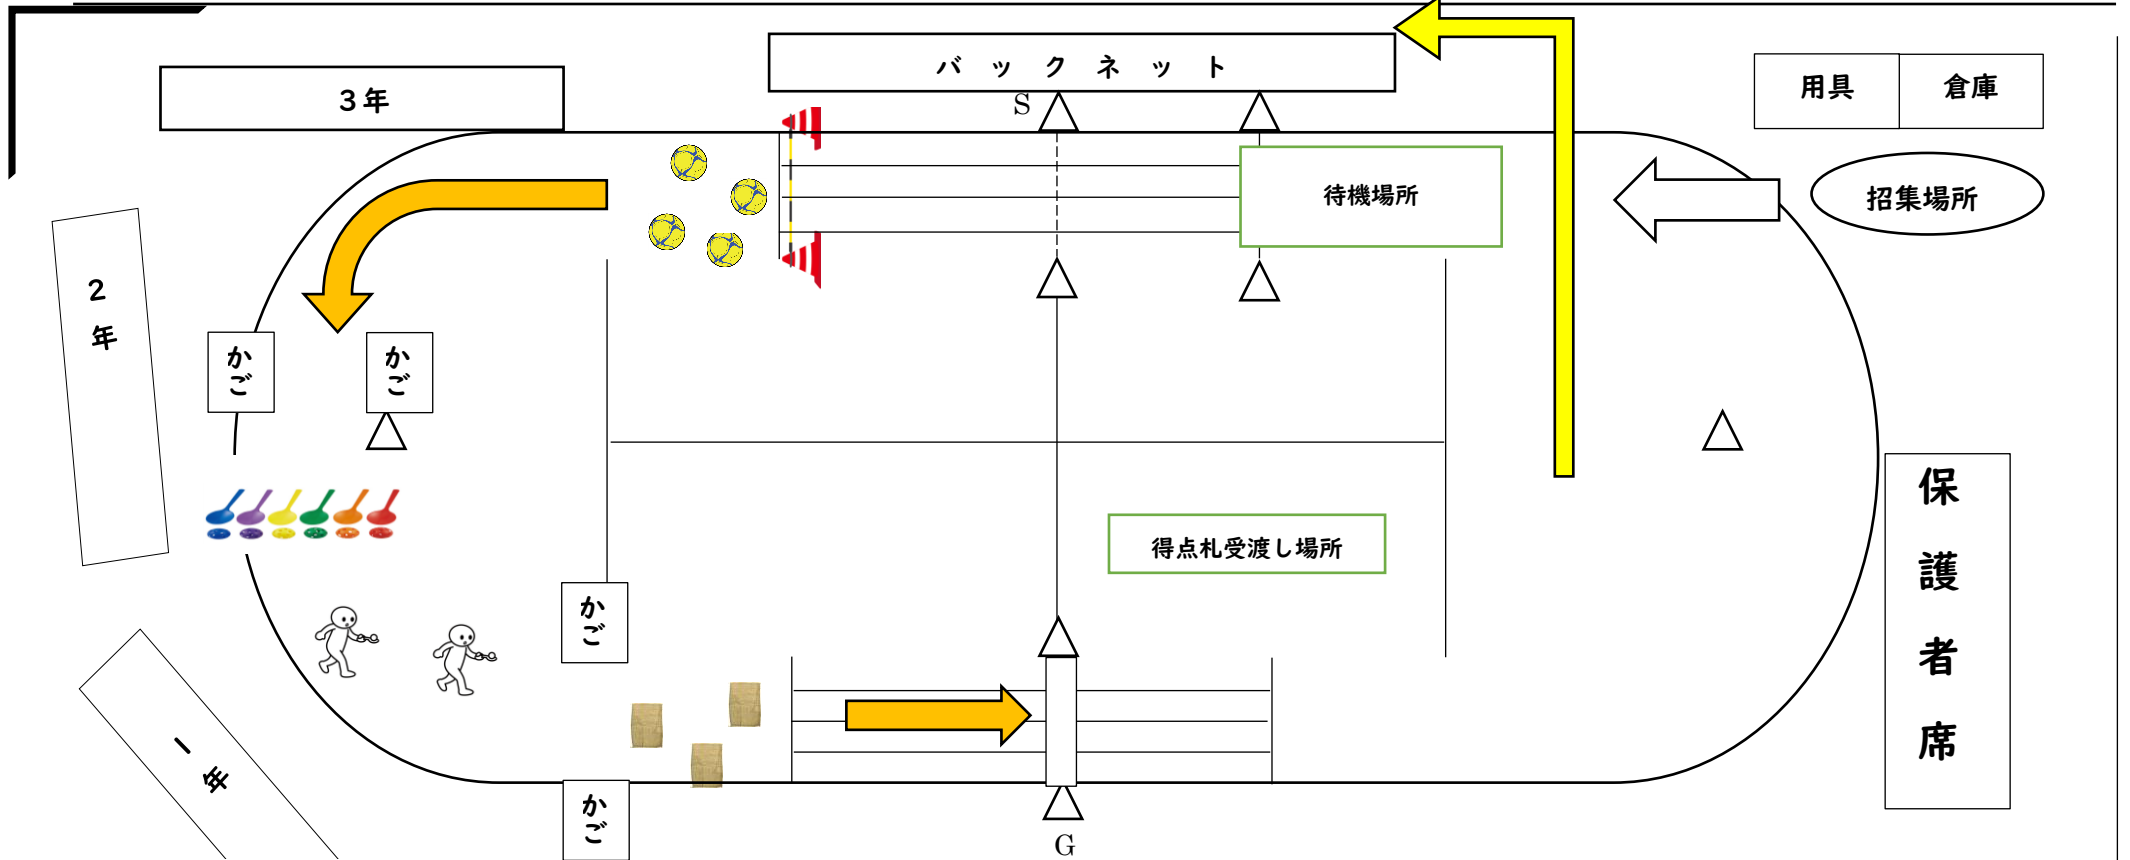 バックネット
3年
用具
倉庫
S
待機場所
招集場所
2年
かご
かご
保護者席
得点札受渡し場所
かご
1年
かご
G